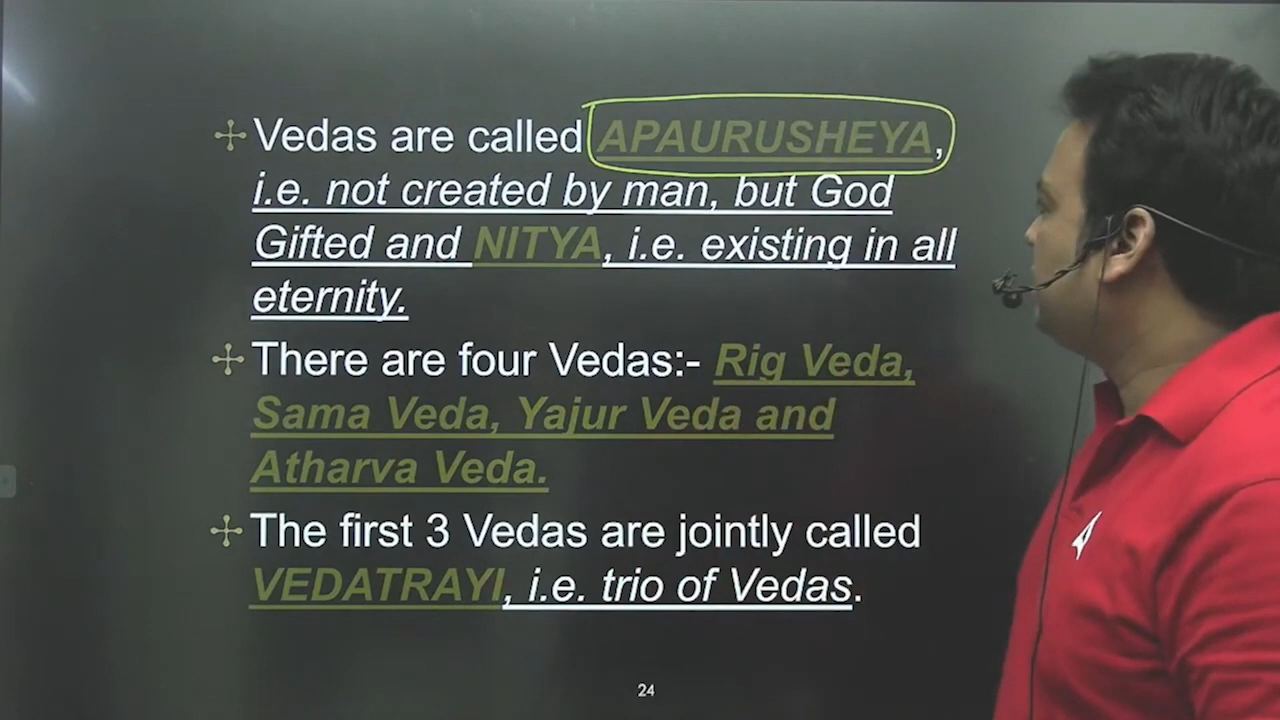 Vedas are called APAURUSHEYA,
i.e. not created by man, but God
Gifted and NITYA, i.e. existing in all
eternity.
There are four Vedas:- Rig Veda,
Sama Veda, Yajur Veda and
Atharva Veda.
The first 3 Vedas are jointly called
VEDATRAYI, i.e. trio of Vedas.
24